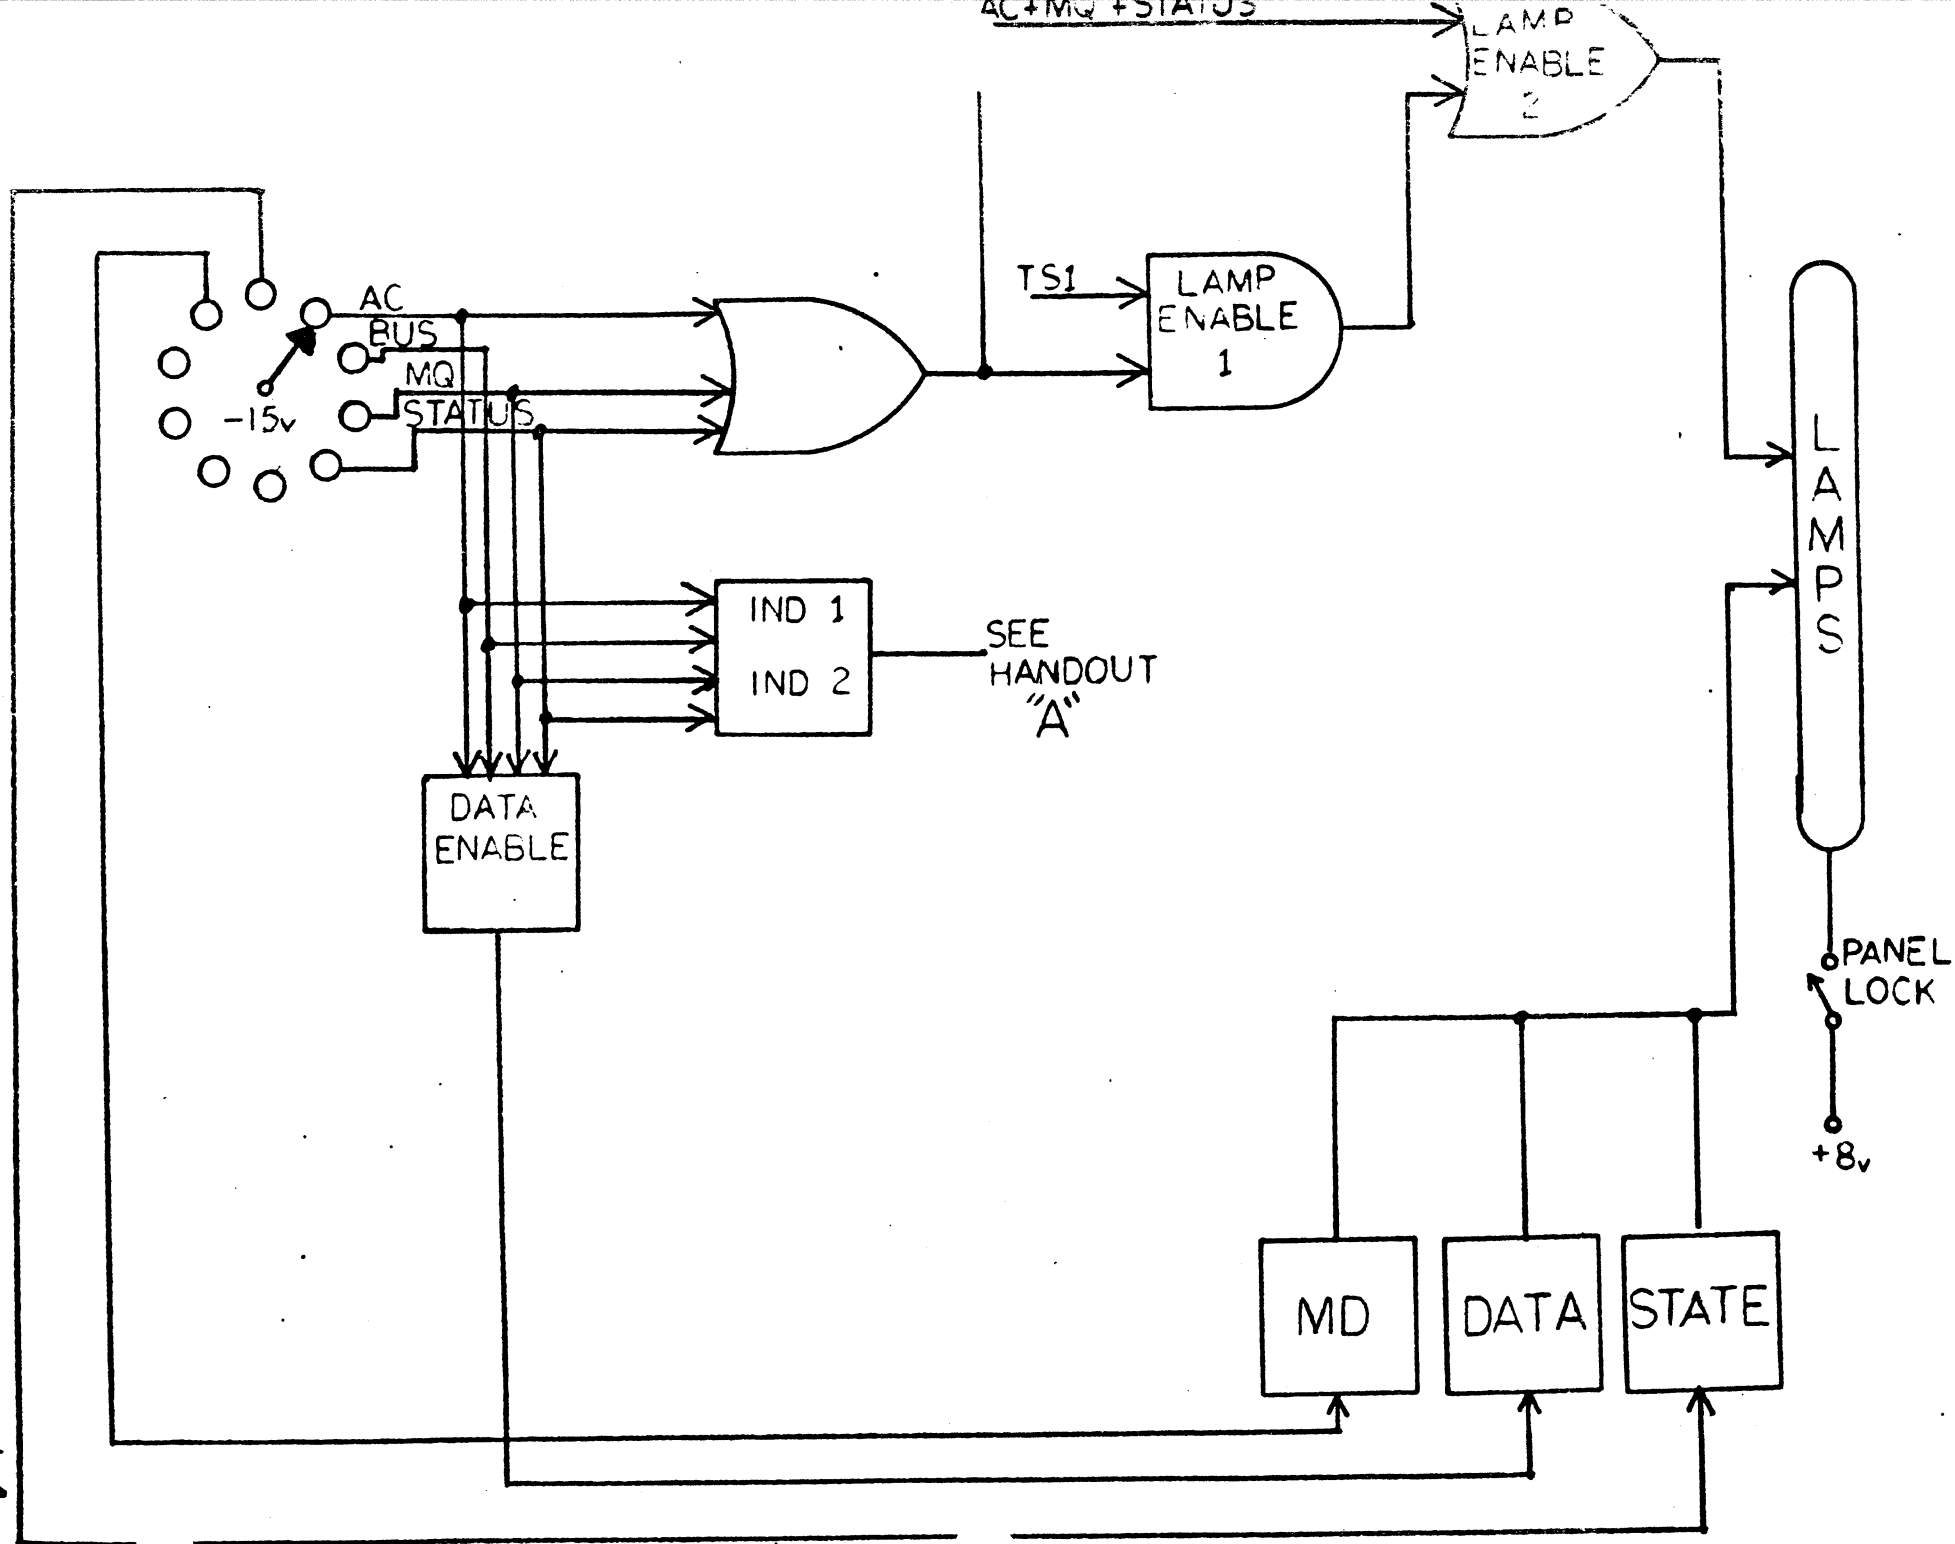 AC+MQ+STATUS
LAMP
ENABLE
2
TS1
LAMP
ENABLE
1
AC
BUS
MQ
STATUS
-15v
LAMPS
IND 1
IND 2
SEE
HANDOUT
"A"
DATA
ENABLE
PANEL
LOCK
+8v
MD
DATA
STATE